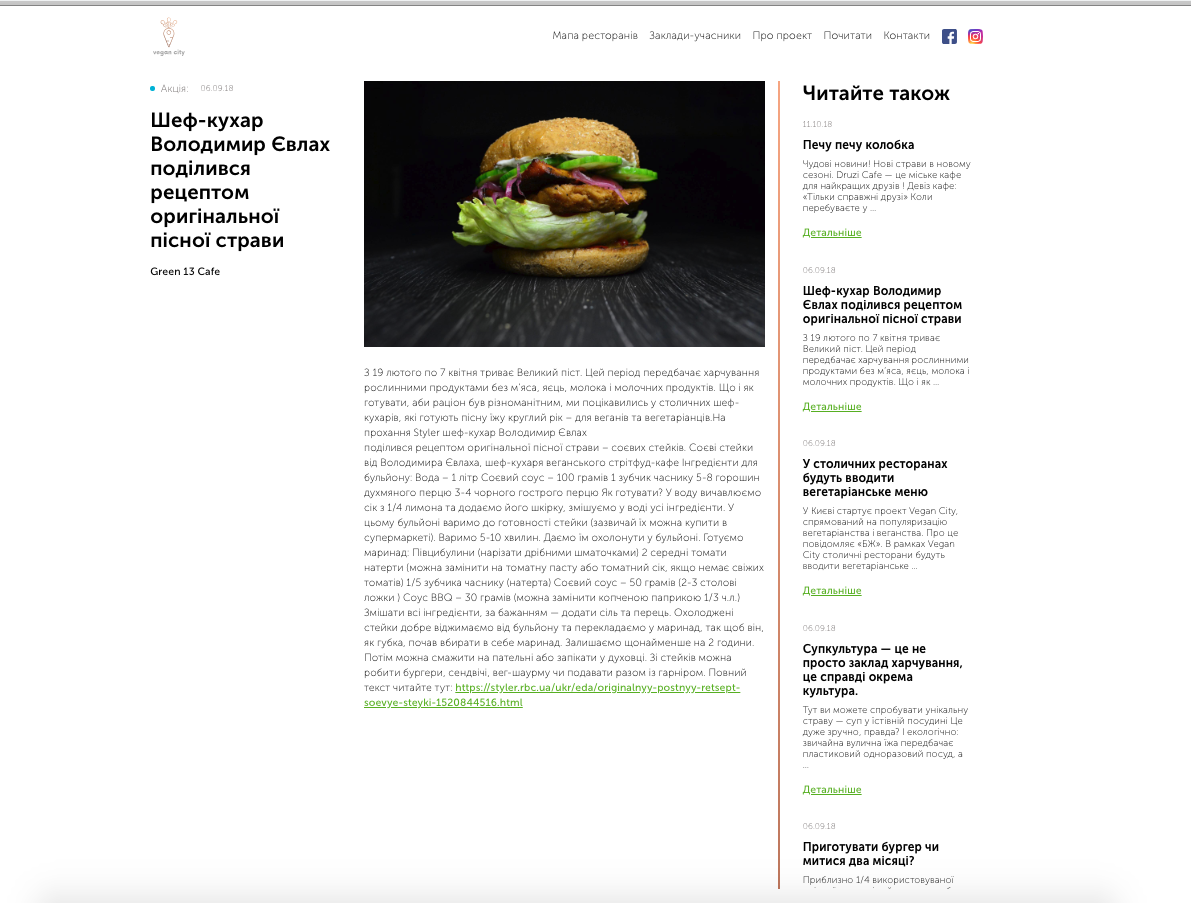 vegan city
Мапа ресторанів Заклади-учасники Про проект Почитати Контакти
Акція: 06.09.18
Шеф-кухар
Володимир Євлах
поділився
рецептом
оригінальної
пісної страви
Green 13 Cafe
З 19 лютого по 7 квітня триває Великий піст. Цей період передбачає харчування
рослинними продуктами без м'яса, яєць, молока і молочних продуктів. Що і як
готувати, аби раціон був різноманітним, ми поцікавились у столичних шеф-
кухарів, які готують пісну їжу круглий рік – для веганів та вегетаріанців.На
прохання Styler шеф-кухар Володимир Євлах
поділився рецептом оригінальної пісної страви – соєвих стейків. Соєві стейки
від Володимира Євлаха, шеф-кухаря веганського стрітфуд-кафе Інгредієнти для
бульйону: Вода – 1 літр Соєвий соус – 100 грамів 1 зубчик часнику 5-8 горошин
духмяного перцю 3-4 чорного гострого перцю Як готувати? У воду вичавлюємо
сік з 1/4 лимона та додаємо його шкірку, змішуємо у воді усі інгредієнти. У
цьому бульйоні варимо до готовності стейки (зазвичай їх можна купити в
супермаркеті). Варимо 5-10 хвилин. Даємо їм охолонути у бульйоні. Готуємо
маринад: Півцибулини (нарізати дрібними шматочками) 2 середні томати
натерти (можна замінити на томатну пасту або томатний сік, якщо немає свіжих
томатів) 1/5 зубчика часнику (натерта) Соєвий соус – 50 грамів (2-3 столові
ложки ) Соус BBQ – 30 грамів (можна замінити копченою паприкою 1/3 ч.л.)
Змішати всі інгредієнти, за бажанням — додати сіль та перець. Охолоджені
стейки добре віджимаємо від бульйону та перекладаємо у маринад, так щоб він,
як губка, почав вбирати в себе маринад. Залишаємо щонайменше на 2 години.
Потім можна смажити на пательні або запікати у духовці. Зі стейків можна
робити бургери, сендвічі, вег-шаурму чи подавати разом із гарніром. Повний
текст читайте тут: https://styler.rbc.ua/ukr/eda/originalnyy-postnyy-retsept-
soevye-steyki-1520844516.html
Читайте також
11.10.18
Печу печу колобка
Чудові новини! Нові страви в новому
сезоні. Druzi Cafe — це міське кафе
для найкращих друзів ! Девіз кафе:
«Тільки справжні друзі» Коли
перебуваєте у ...
Детальніше
06.09.18
Шеф-кухар Володимир
Євлах поділився рецептом
оригінальної пісної страви
З 19 лютого по 7 квітня триває
Великий піст. Цей період
передбачає харчування рослинними
продуктами без м'яса, яєць, молока і
молочних продуктів. Що і як ...
Детальніше
06.09.18
У столичних ресторанах
будуть вводити
вегетаріанське меню
У Києві стартує проект Vegan City,
спрямований на популяризацію
вегетаріанства і веганства. Про це
повідомляє «БЖ». В рамках Vegan
City столичні ресторани будуть
вводити вегетаріанське ...
Детальніше
06.09.18
Супкультура — це не
просто заклад харчування,
це справді окрема
культура.
Тут ви можете спробувати унікальну
страву — суп у їстівній посудині Це
дуже зручно, правда? І екологічно:
звичайна вулична їжа передбачає
пластиковий одноразовий посуд, а
...
Детальніше
06.09.18
Приготувати бургер чи
митися два місяці?
Приблизно 1/4 використовуваної